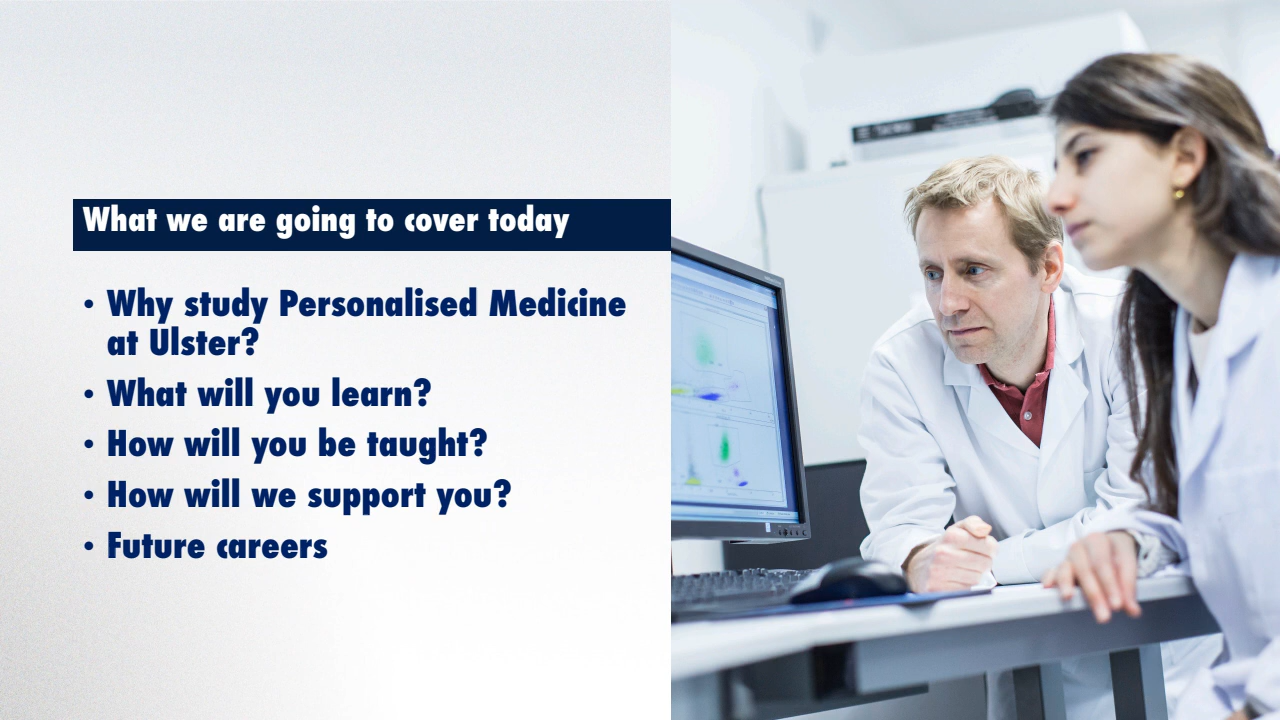 What we are going to cover today
• Why study Personalised Medicine
at Ulster?
• What will you learn?
• How will you be taught?
• How will we support you?
• Future careers